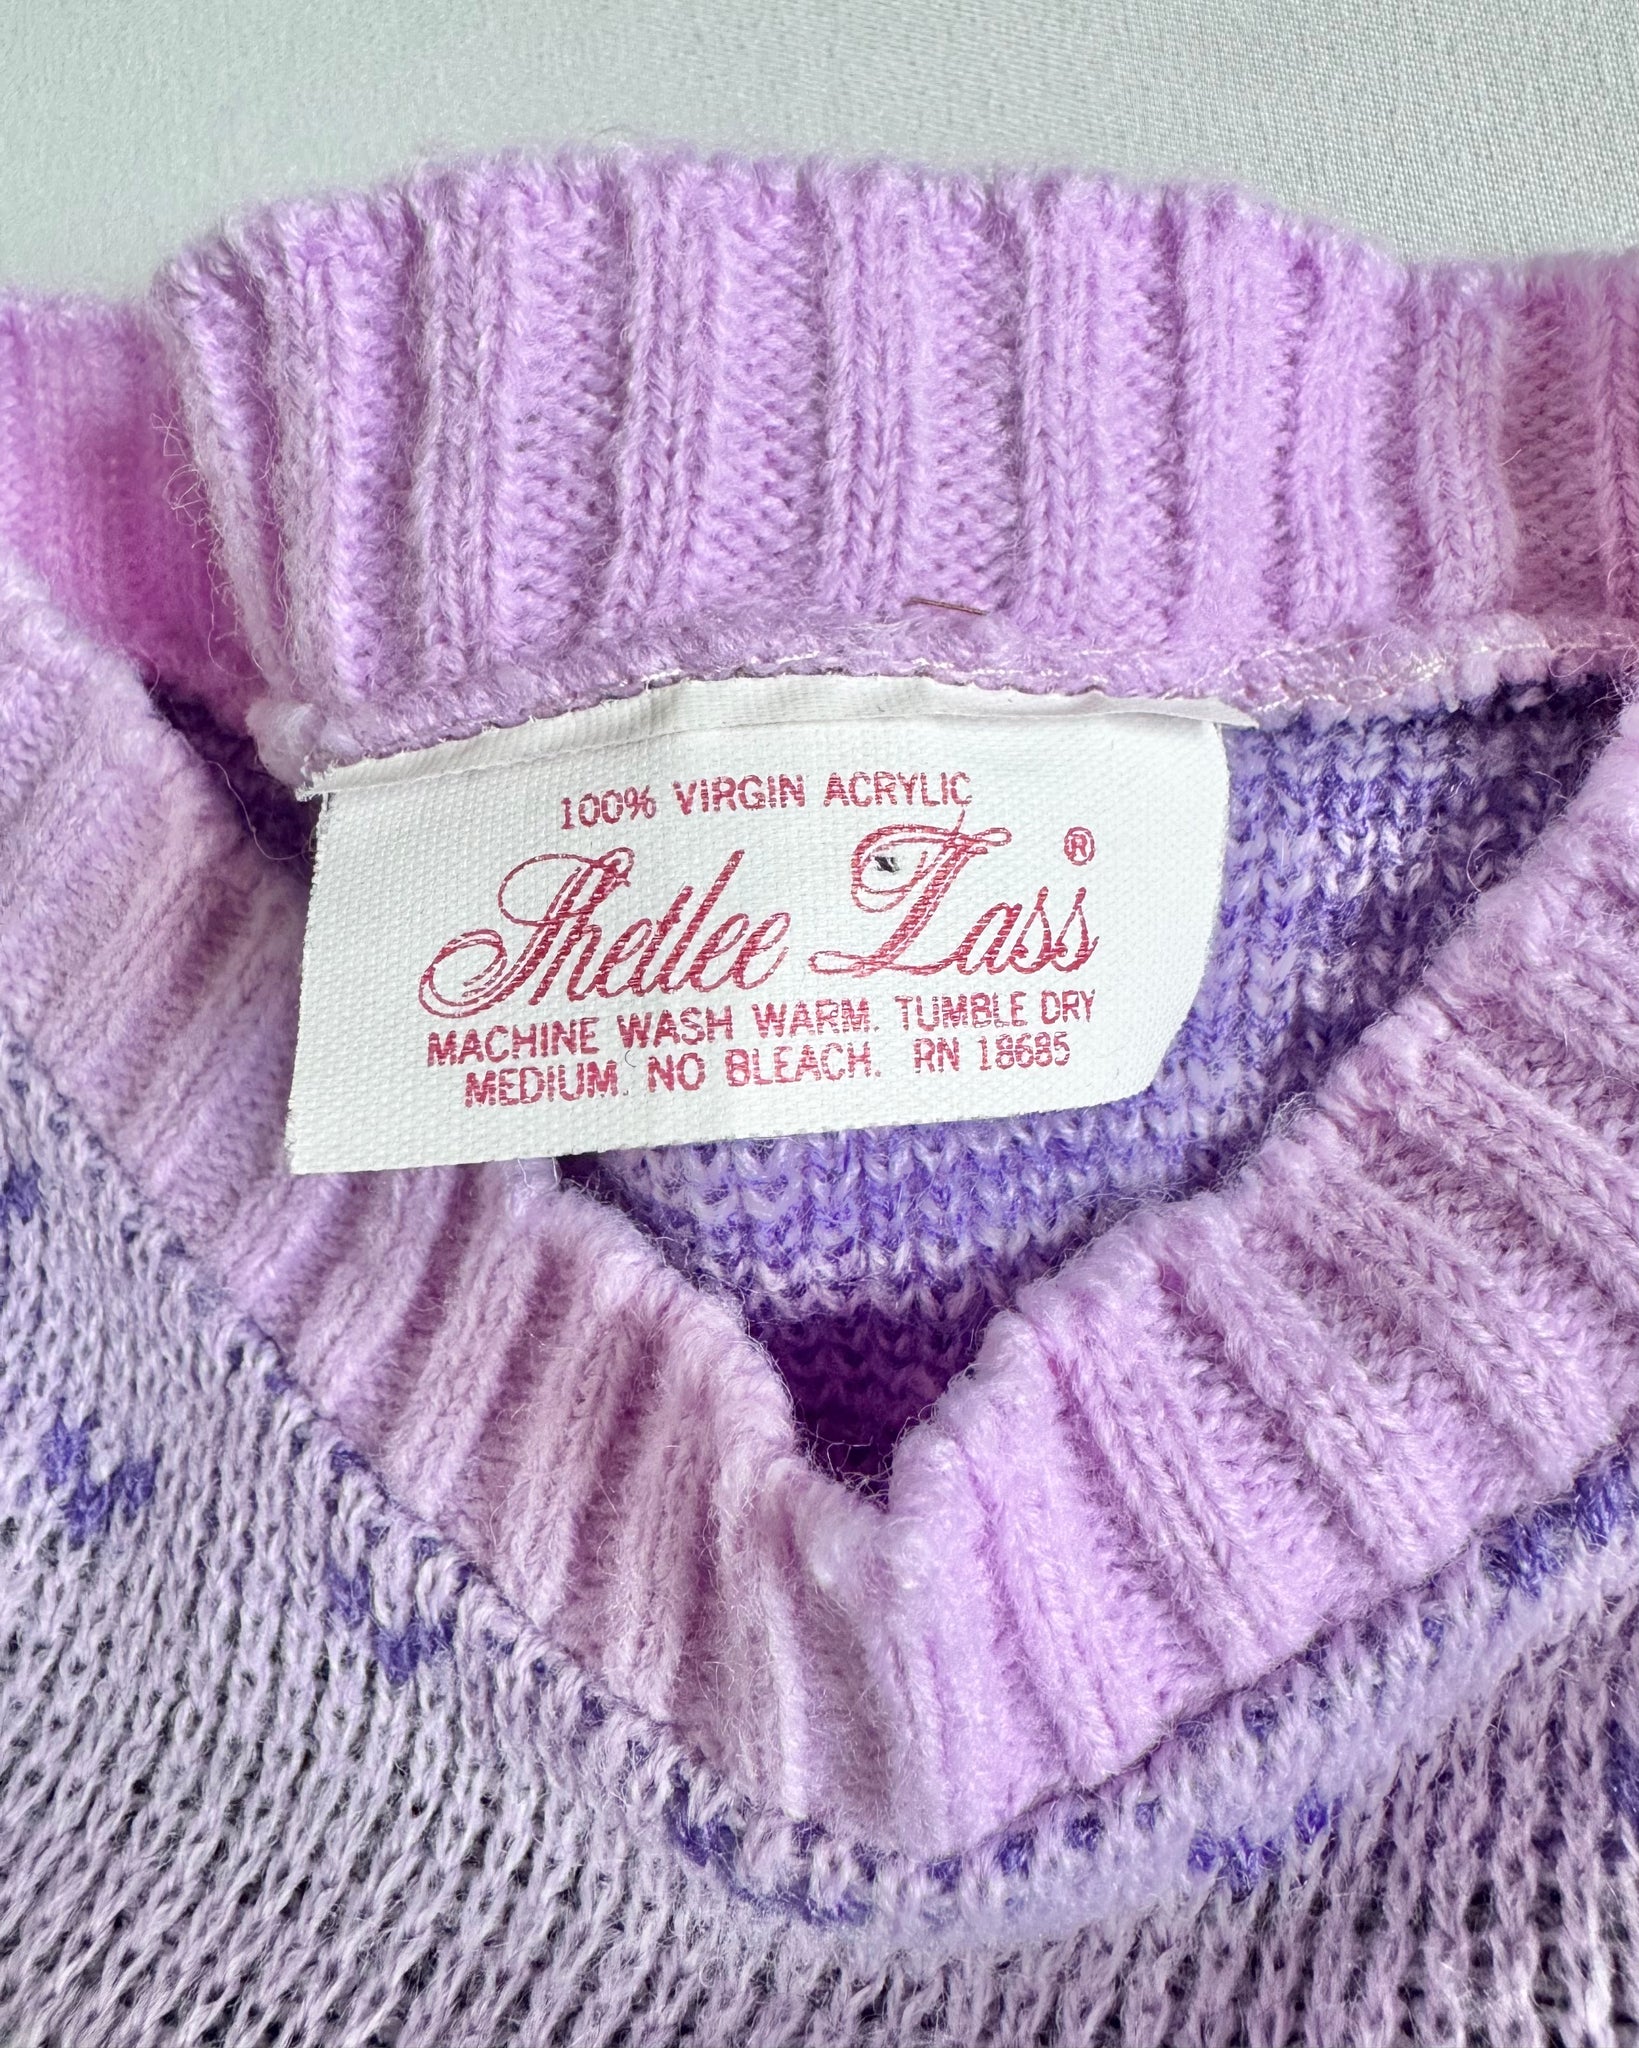 100% VIRGIN ACRYLIC
Shetlee Lass®
MACHINE WASH WARM. TUMBLE DRY
MEDIUM. NO BLEACH. RN 18685